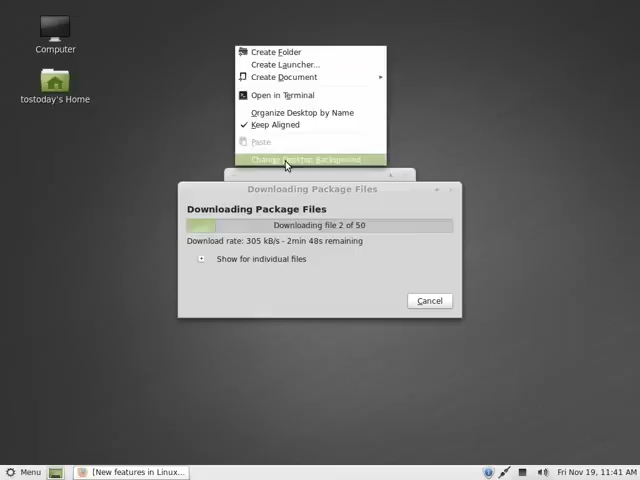 Computer
tostoday's Home
Create Folder
Create Launcher...
Create Document
Open in Terminal
Organize Desktop by Name
Keep Aligned
Paste
Change Desktop Background
Downloading Package Files
Downloading Package Files
Downloading file 2 of 50
Download rate: 305 kB/s - 2min 48s remaining
Show for individual files
Cancel
Menu
[New features in Linux...
Fri Nov 19, 11:41 AM